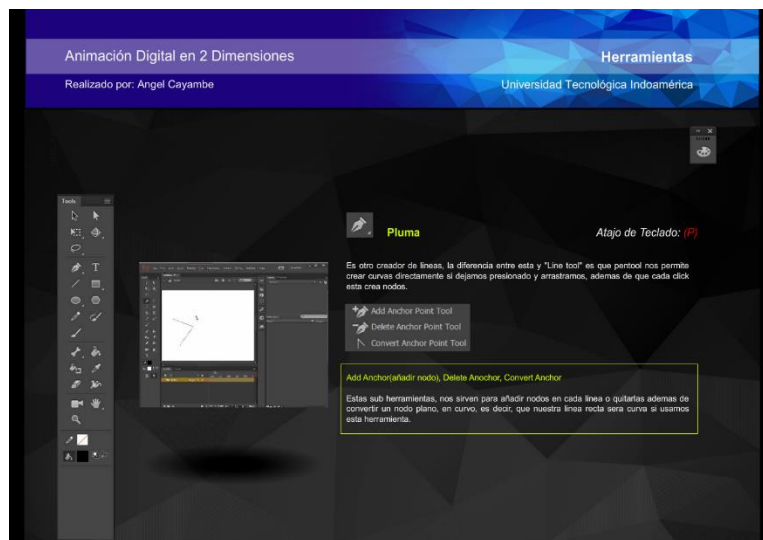 Animación Digital en 2 Dimensiones
Herramientas
Realizado por: Angel Cayambe
Universidad Tecnológica Indoamérica
Tools
Pluma
Atajo de Teclado: (P)
Es otro creador de lineas, la diferencia entre esta y "Line tool" es que pentool nos permite
crear curvas directamente si dejamos presionado y arrastramos, ademas de que cada click
esta crea nodos.
Add Anchor Point Tool
Delete Anchor Point Tool
Convert Anchor Point Tool
Add Anchor(añadir nodo), Delete Anochor, Convert Anchor
Estas sub herramientas, nos sirven para añadir nodos en cada linea o quitarlas ademas de
convertir un nodo plano, en curvo, es decir, que nuestra linea recta sera curva si usamos
esta herramienta.